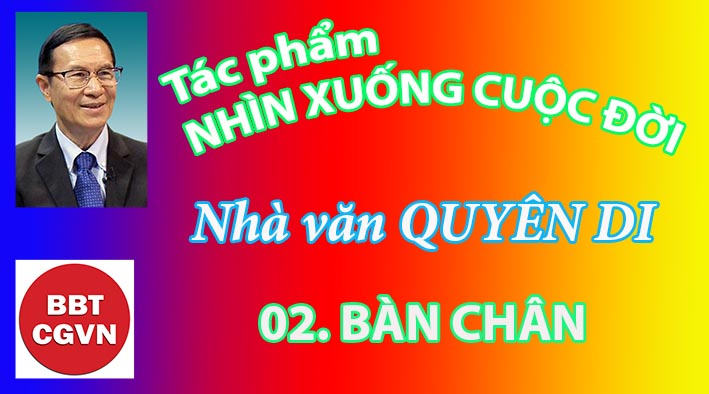 Tác phẩm
NHÌN XUỐNG CUỘC ĐỜI
Nhà văn QUYÊN DI
BBT
CGVN
02. BÀN CHÂN